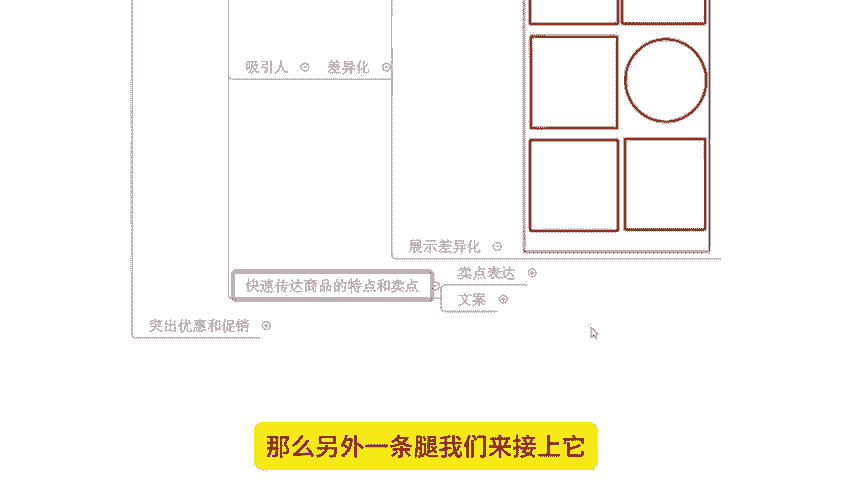 吸引人 差异化
展示差异化
快速传达商品的特点和卖点
卖点表达
文案
突出优惠和促销
那么另外一条腿我们来接上它